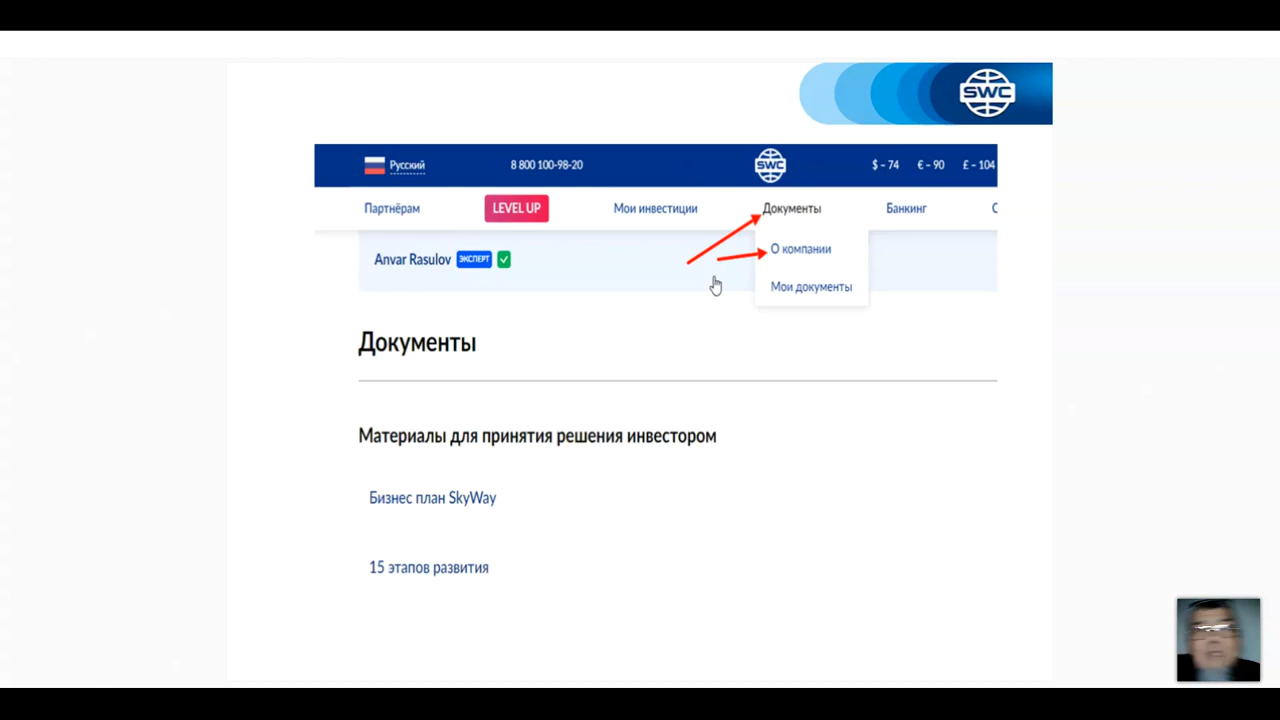 SWC
Русский 8 800 100-98-20 SWC $ – 74 € – 90 £ – 104
Партнёрам LEVEL UP Мои инвестиции Документы Банкинг С
Anvar Rasulov ЭКСПЕРТ О компании
Мои документы
Документы
Материалы для принятия решения инвестором
Бизнес план SkyWay
15 этапов развития